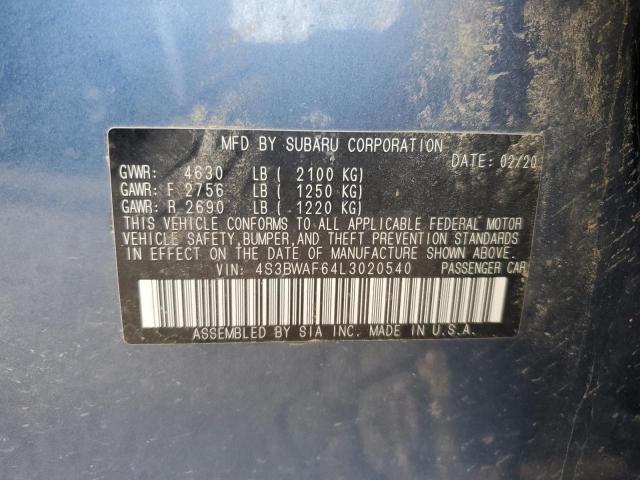 MFD BY SUBARU CORPORATION
DATE: 02/20
GVWR: 4630 LB ( 2100 KG)
GAWR: F 2756 LB ( 1250 KG)
GAWR: R 2690 LB ( 1220 KG)
THIS VEHICLE CONFORMS TO ALL APPLICABLE FEDERAL MOTOR
VEHICLE SAFETY,BUMPER,AND THEFT PREVENTION STANDARDS
IN EFFECT ON THE DATE OF MANUFACTURE SHOWN ABOVE.
VIN: 4S3BWAF64L3020540 PASSENGER CAR
ASSEMBLED BY SIA INC. MADE IN U.S.A.